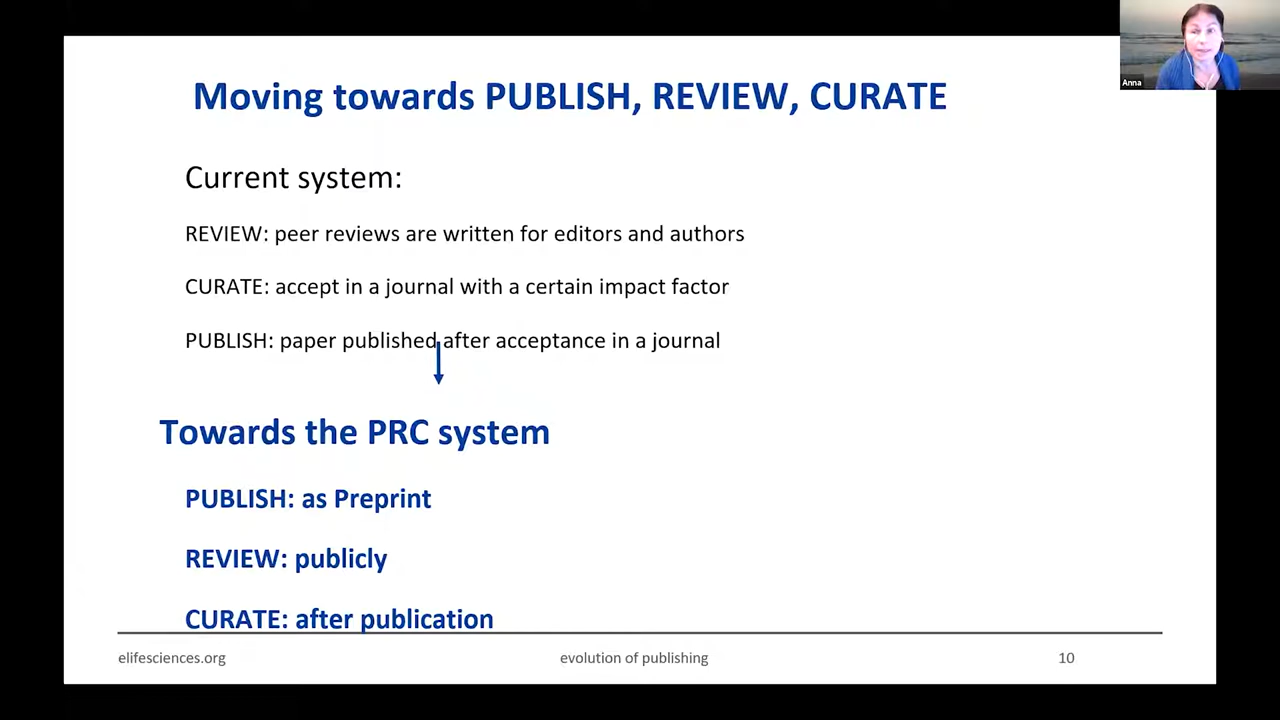 Anna
Moving towards PUBLISH, REVIEW, CURATE
Current system:
REVIEW: peer reviews are written for editors and authors
CURATE: accept in a journal with a certain impact factor
PUBLISH: paper published after acceptance in a journal
Towards the PRC system
PUBLISH: as Preprint
REVIEW: publicly
CURATE: after publication
elifesciences.org
evolution of publishing
10